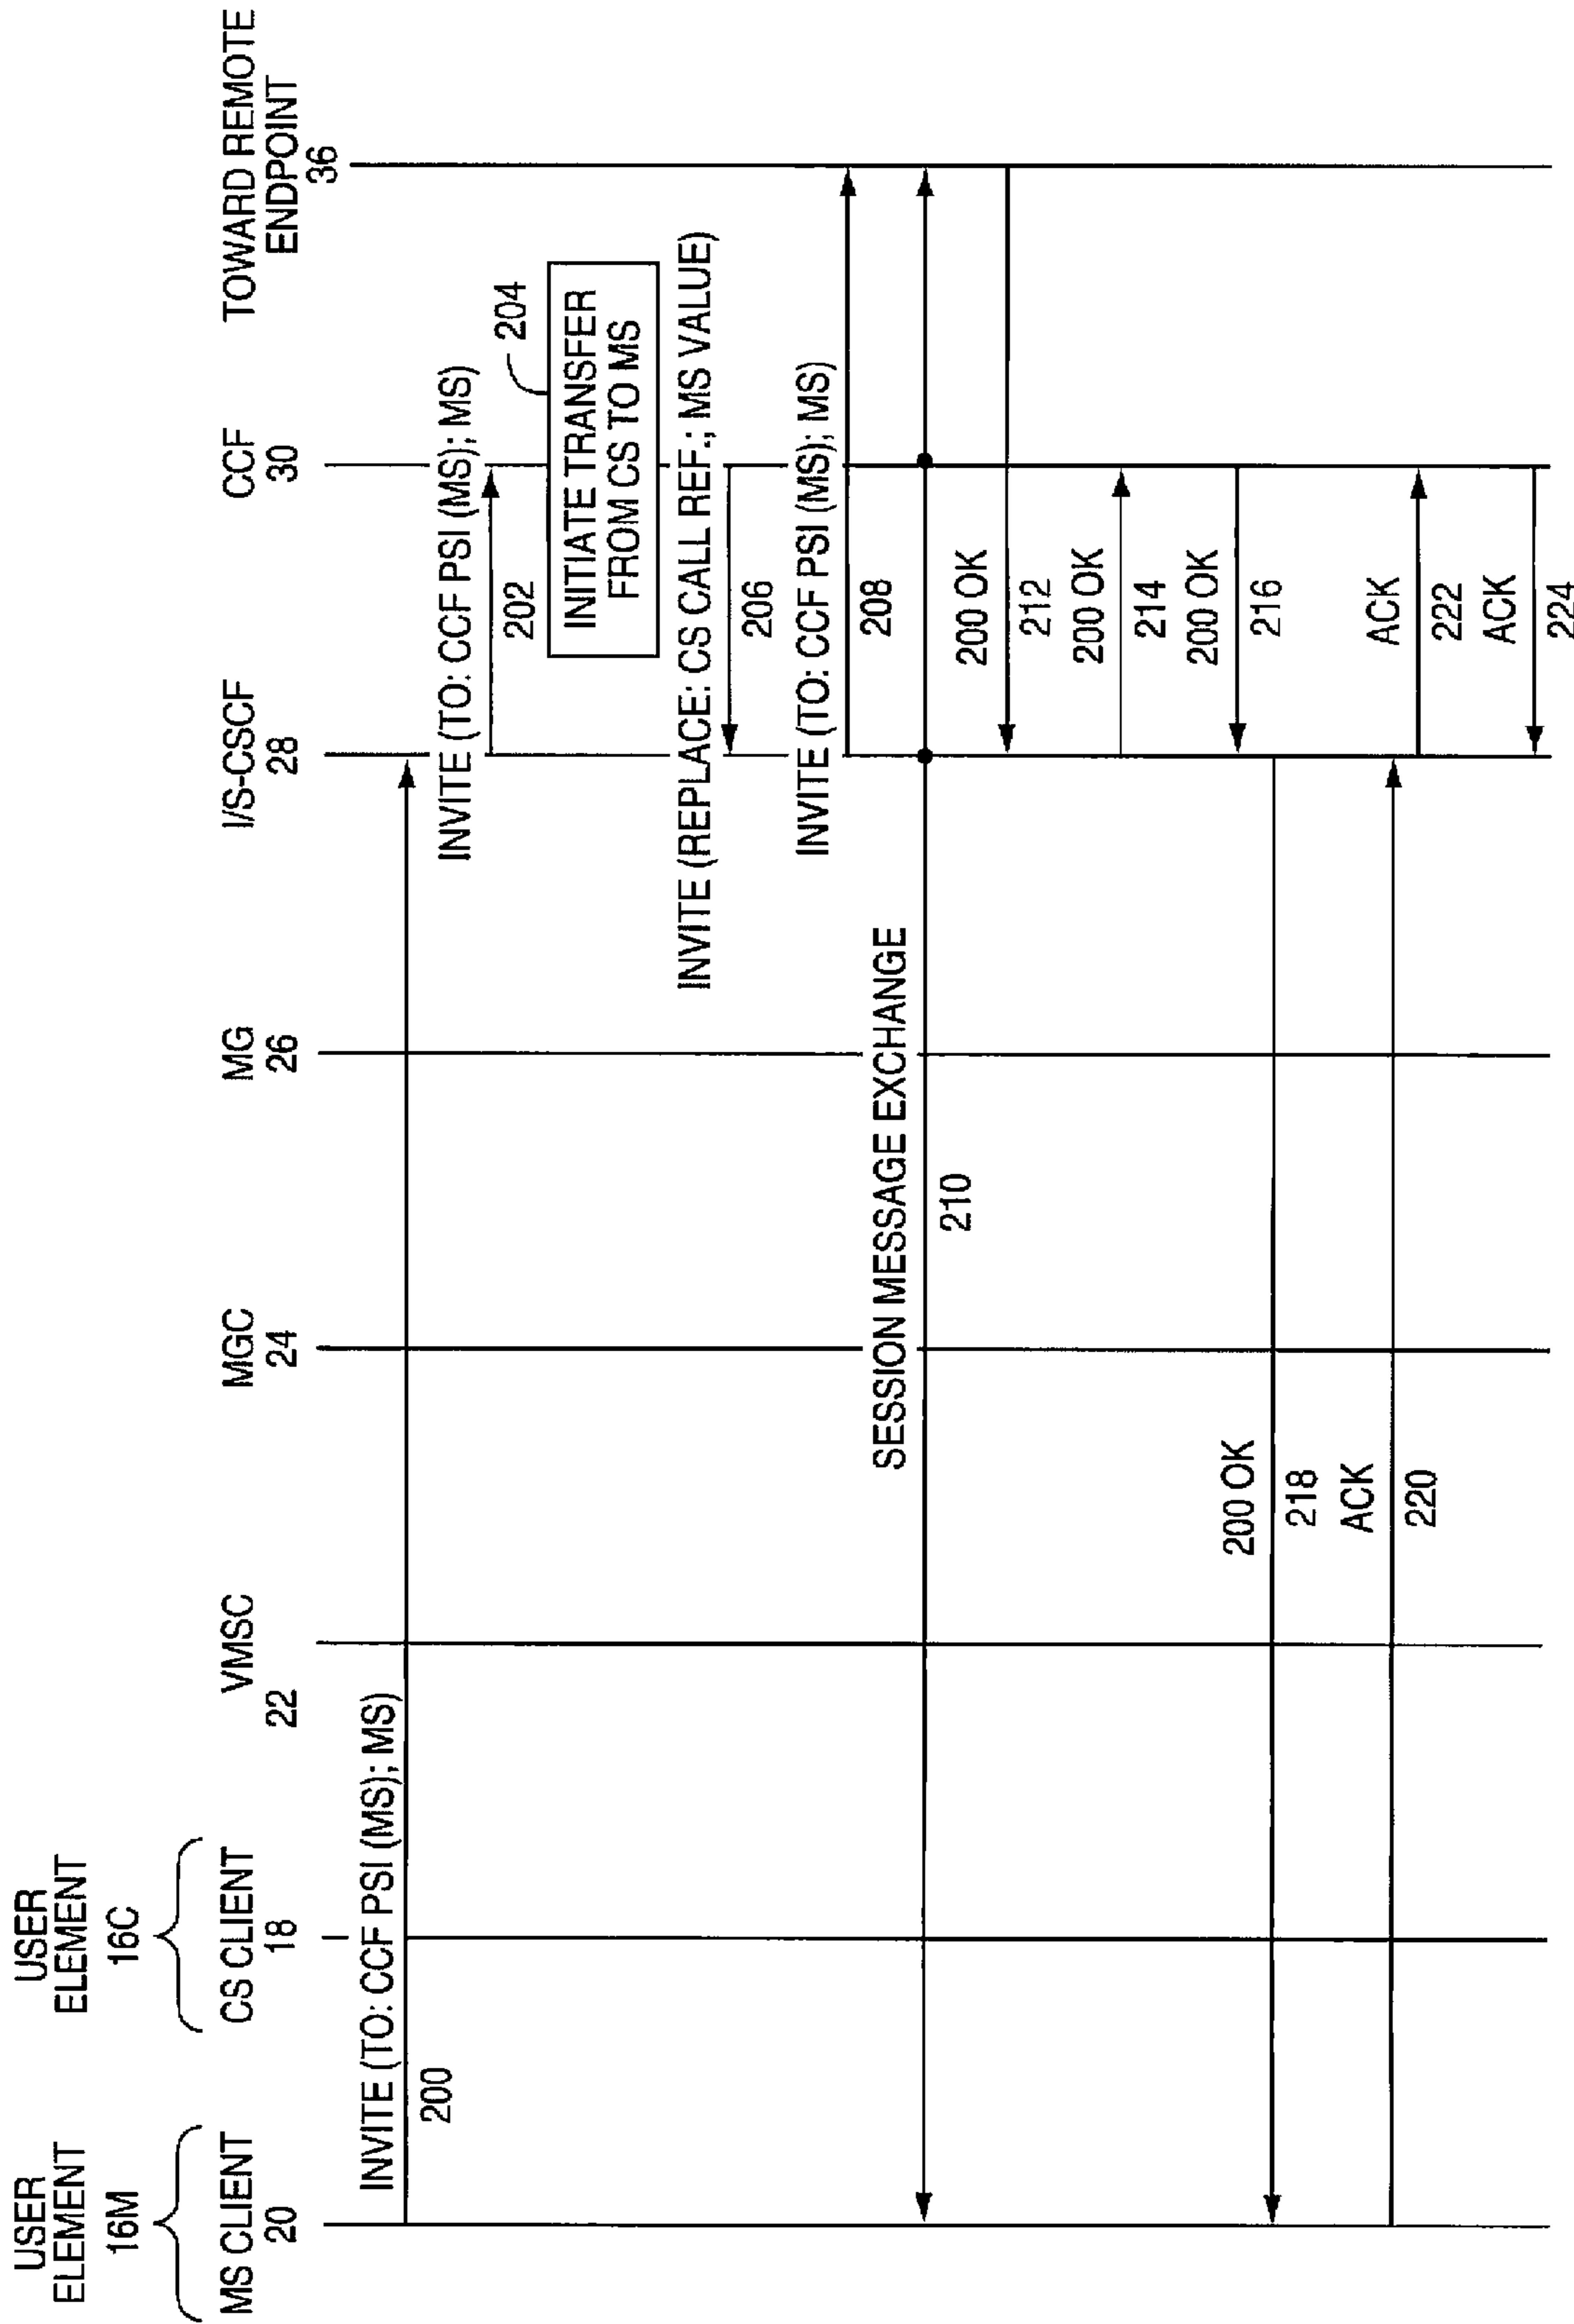 USER
ELEMENT
16M
MS CLIENT
20
USER
ELEMENT
16C
CS CLIENT
18
VMSC
22
MGC
24
MG
26
I/S-CSCF
28
CCF
30
TOWARD REMOTE
ENDPOINT
36
INVITE (TO: CCF PSI (MS); MS)
200
INVITE (TO: CCF PSI (MS); MS)
202
204
INITIATE TRANSFER
FROM CS TO MS
INVITE (REPLACE: CS CALL REF.; MS VALUE)
206
INVITE (TO: CCF PSI (MS); MS)
208
SESSION MESSAGE EXCHANGE
210
200 OK
212
200 OK
214
200 OK
216
200 OK
218
ACK
220
ACK
222
ACK
224